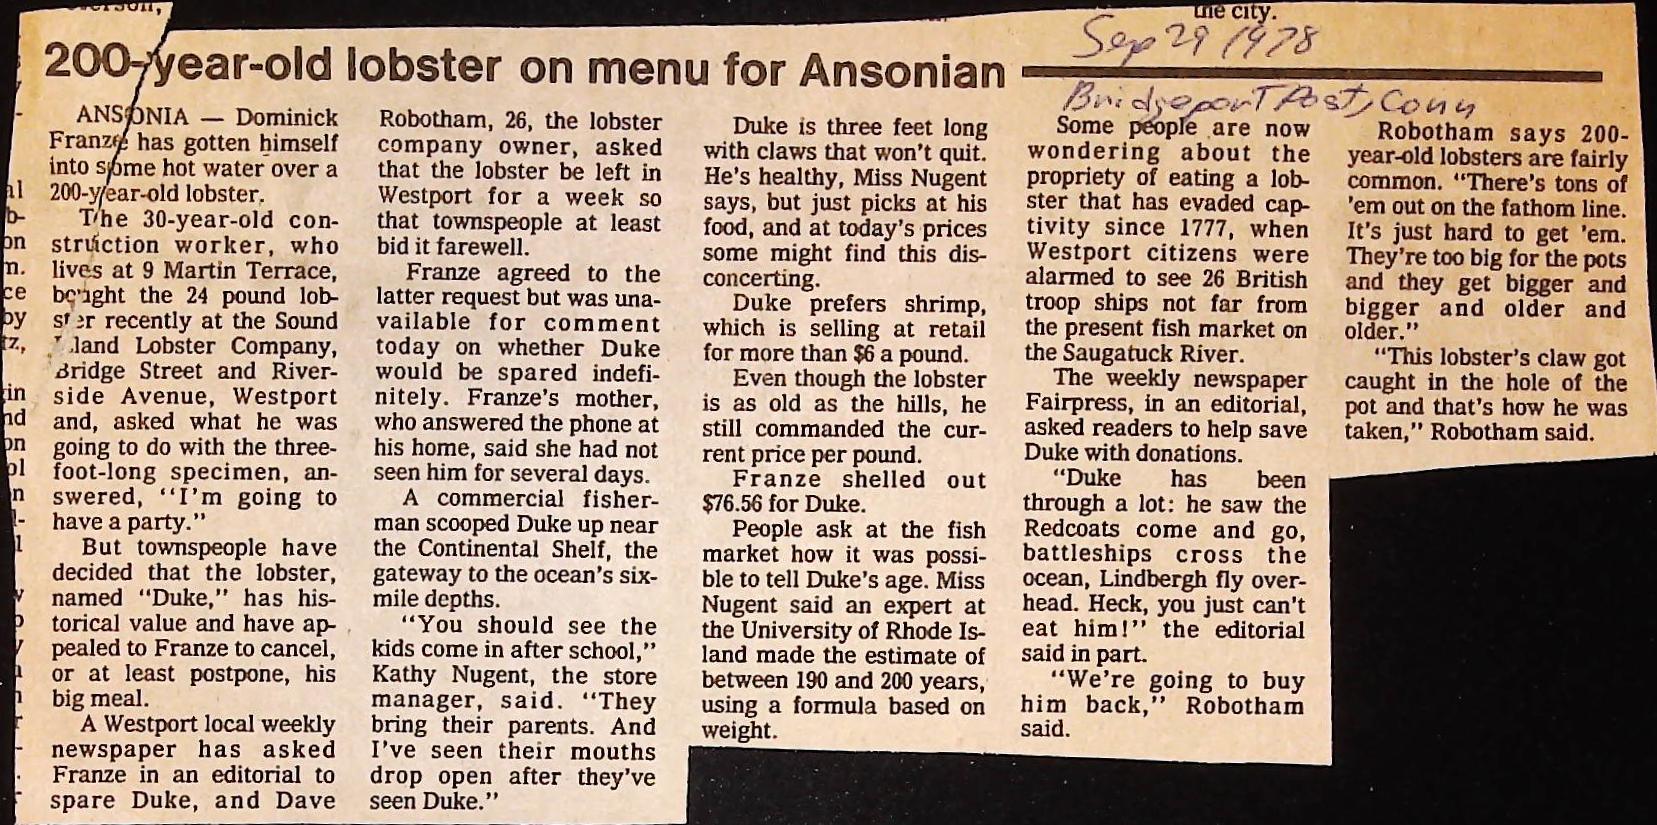 the city.
Sep 29 1978
200-year-old lobster on menu for Ansonian
Bridgeport Post, Conn
ANSONIA — Dominick
Franze has gotten himself
into some hot water over a
200-year-old lobster.
The 30-year-old con-
struction worker, who
lives at 9 Martin Terrace,
bought the 24 pound lob-
ster recently at the Sound
Island Lobster Company,
Bridge Street and River-
side Avenue, Westport
and, asked what he was
going to do with the three-
foot-long specimen, an-
swered, "I'm going to
have a party."
But townspeople have
decided that the lobster,
named "Duke," has his-
torical value and have ap-
pealed to Franze to cancel,
or at least postpone, his
big meal.
A Westport local weekly
newspaper has asked
Franze in an editorial to
spare Duke, and Dave
Robotham, 26, the lobster
company owner, asked
that the lobster be left in
Westport for a week so
that townspeople at least
bid it farewell.
Franze agreed to the
latter request but was una-
vailable for comment
today on whether Duke
would be spared indefi-
nitely. Franze's mother,
who answered the phone at
his home, said she had not
seen him for several days.
A commercial fisher-
man scooped Duke up near
the Continental Shelf, the
gateway to the ocean's six-
mile depths.
"You should see the
kids come in after school,"
Kathy Nugent, the store
manager, said. "They
bring their parents. And
I've seen their mouths
drop open after they've
seen Duke."
Duke is three feet long
with claws that won't quit.
He's healthy, Miss Nugent
says, but just picks at his
food, and at today's prices
some might find this dis-
concerting.
Duke prefers shrimp,
which is selling at retail
for more than $6 a pound.
Even though the lobster
is as old as the hills, he
still commanded the cur-
rent price per pound.
Franze shelled out
$76.56 for Duke.
People ask at the fish
market how it was possi-
ble to tell Duke's age. Miss
Nugent said an expert at
the University of Rhode Is-
land made the estimate of
between 190 and 200 years,
using a formula based on
weight.
Some people are now
wondering about the
propriety of eating a lob-
ster that has evaded cap-
tivity since 1777, when
Westport citizens were
alarmed to see 26 British
troop ships not far from
the present fish market on
the Saugatuck River.
The weekly newspaper
Fairpress, in an editorial,
asked readers to help save
Duke with donations.
"Duke has been
through a lot: he saw the
Redcoats come and go,
battleships cross the
ocean, Lindbergh fly over-
head. Heck, you just can't
eat him!" the editorial
said in part.
"We're going to buy
him back," Robotham
said.
Robotham says 200-
year-old lobsters are fairly
common. "There's tons of
'em out on the fathom line.
It's just hard to get 'em.
They're too big for the pots
and they get bigger and
bigger and older and
older."
"This lobster's claw got
caught in the hole of the
pot and that's how he was
taken," Robotham said.